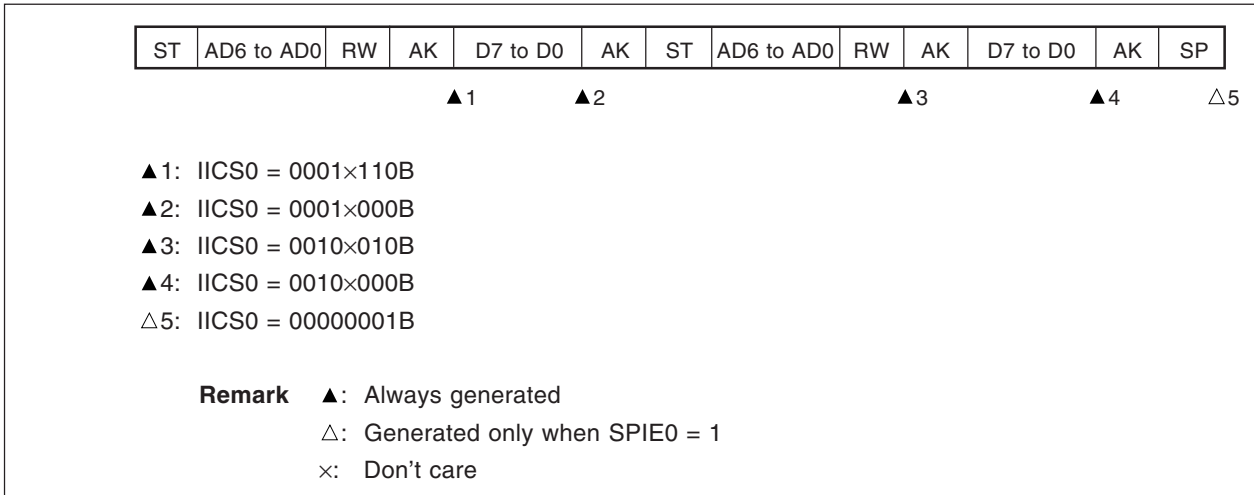 ST AD6 to AD0 RW AK D7 to D0 AK ST AD6 to AD0 RW AK D7 to D0 AK SP
▲1 ▲2 ▲3 ▲4 △5
▲1: IICS0 = 0001×110B
▲2: IICS0 = 0001×000B
▲3: IICS0 = 0010×010B
▲4: IICS0 = 0010×000B
△5: IICS0 = 00000001B
Remark ▲: Always generated
△: Generated only when SPIE0 = 1
×: Don't care